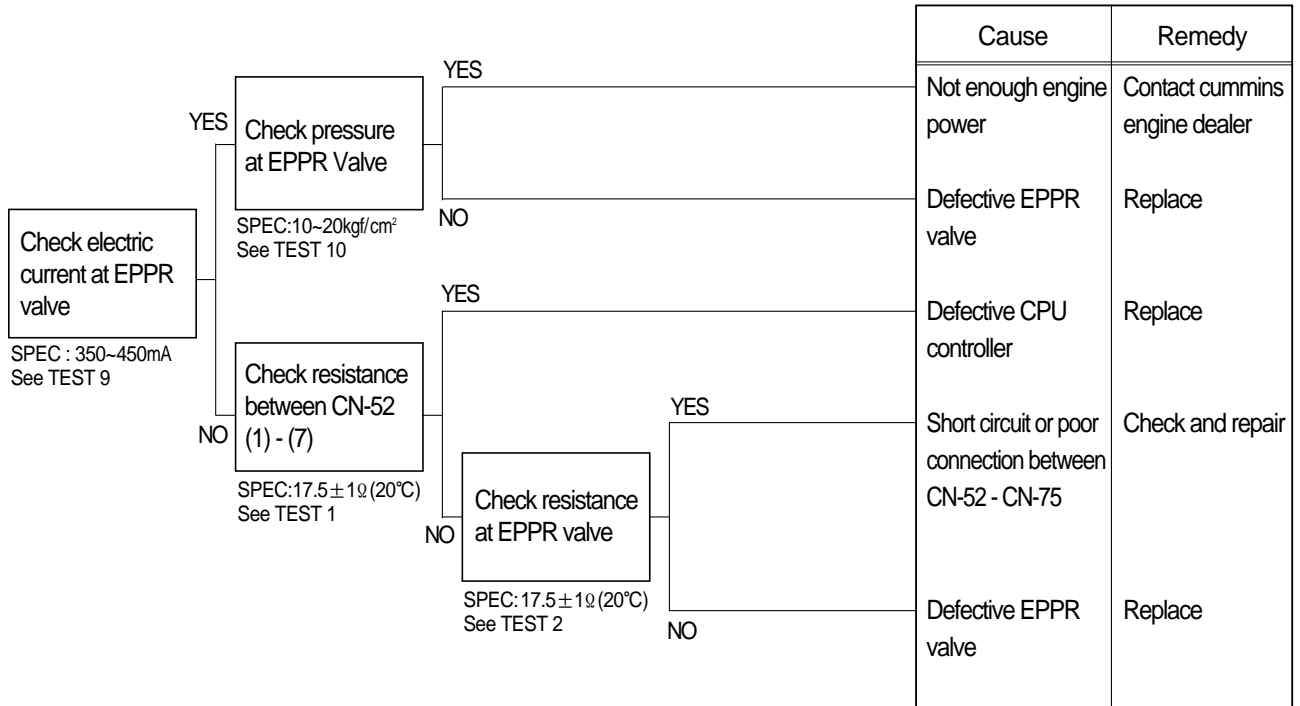 Cause
Remedy
YES
Not enough engine
power
Contact cummins
engine dealer
YES
Check pressure
at EPPR Valve
SPEC:10~20kgf/cm²
See TEST 10
NO
Defective EPPR
valve
Replace
Check electric
current at EPPR
valve
SPEC : 350~450mA
See TEST 9
YES
Defective CPU
controller
Replace
NO
Check resistance
between CN-52
(1) - (7)
SPEC:17.5±1Ω(20°C)
See TEST 1
YES
Short circuit or poor
connection between
CN-52 - CN-75
Check and repair
NO
Check resistance
at EPPR valve
SPEC:17.5±1Ω(20°C)
See TEST 2
NO
Defective EPPR
valve
Replace